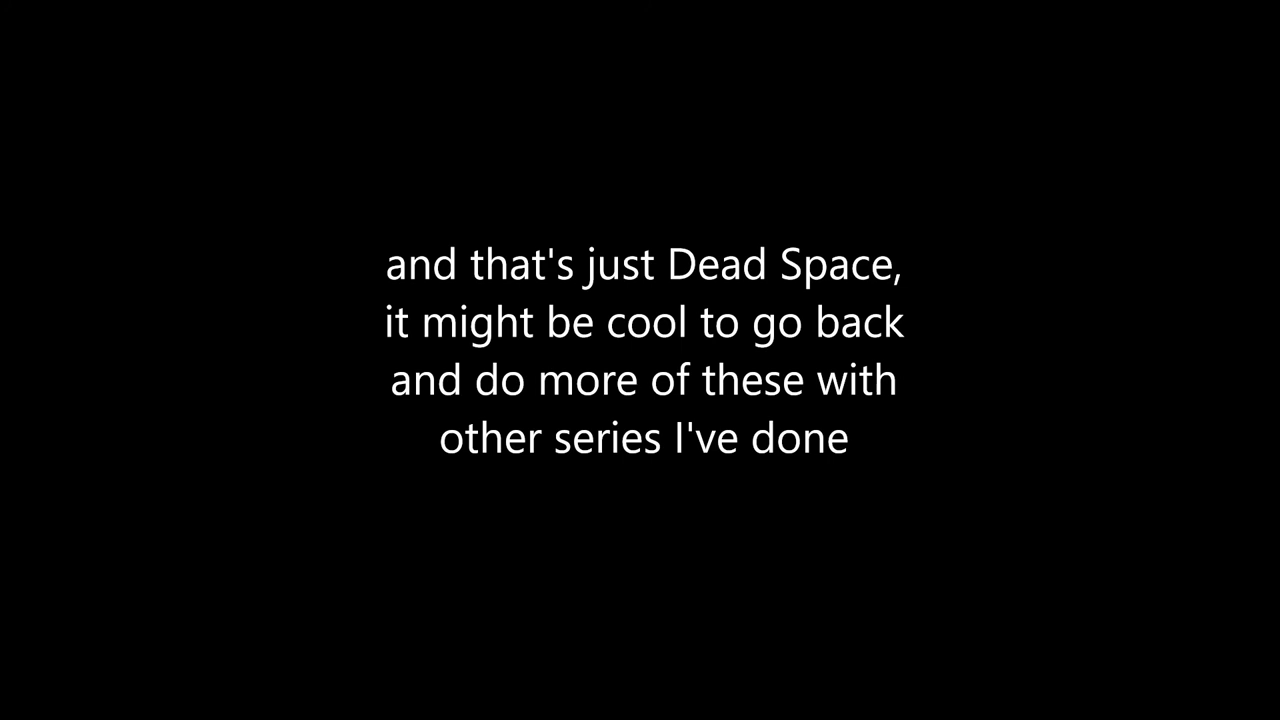 and that's just Dead Space,
it might be cool to go back
and do more of these with
other series I've done